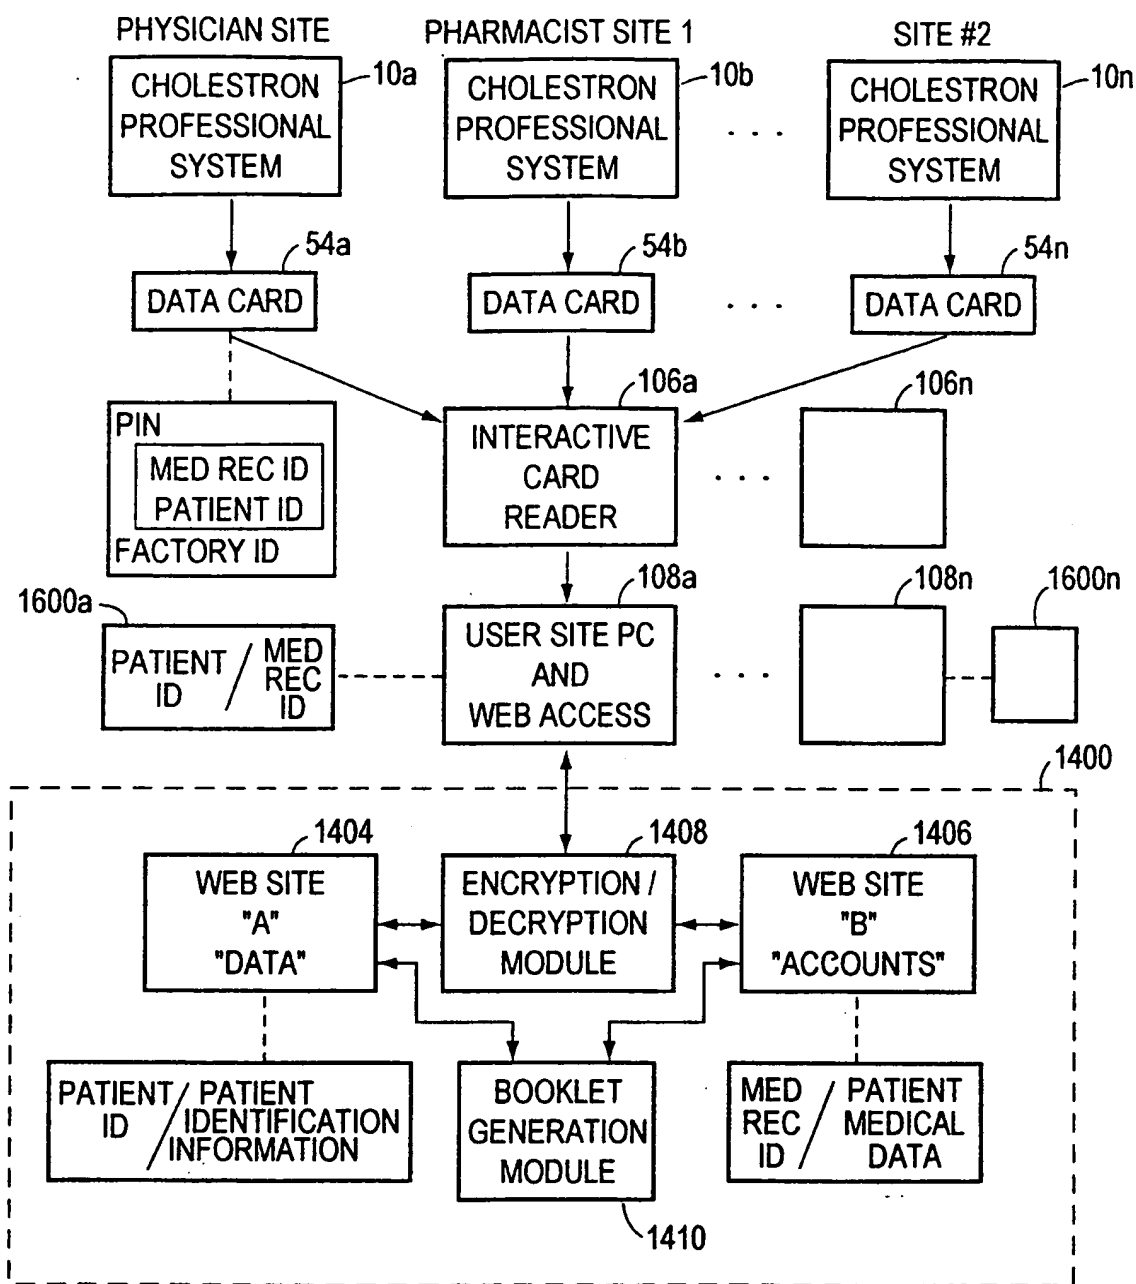 PHYSICIAN SITE
PHARMACIST SITE 1
SITE #2
CHOLESTRON
PROFESSIONAL
SYSTEM
10a
CHOLESTRON
PROFESSIONAL
SYSTEM
10b
. . .
CHOLESTRON
PROFESSIONAL
SYSTEM
10n
54a
DATA CARD
54b
DATA CARD
. . .
54n
DATA CARD
PIN
MED REC ID
PATIENT ID
FACTORY ID
106a
INTERACTIVE
CARD
READER
. . .
106n
1600a
PATIENT
ID
/
MED
REC
ID
108a
USER SITE PC
AND
WEB ACCESS
. . .
108n
1600n
1400
1404
WEB SITE
"A"
"DATA"
1408
ENCRYPTION /
DECRYPTION
MODULE
1406
WEB SITE
"B"
"ACCOUNTS"
PATIENT
ID
/
PATIENT
IDENTIFICATION
INFORMATION
BOOKLET
GENERATION
MODULE
1410
MED
REC
ID
/
PATIENT
MEDICAL
DATA